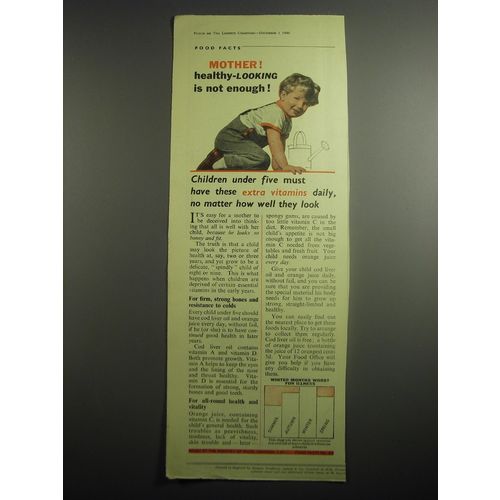 PUNCH OR THE LONDON CHARIVARI—
FOOD FACTS
MOTHER!
healthy-LOOKING
is not enough!
Children under five must
have these extra vitamins daily,
no matter how well they look
IT'S easy for a mother to
be deceived into think-
ing that all is well with her
child, because he looks so
bonny and fit.
The truth is that a child
may look the picture of
health at, say, two or three
years, and yet grow to be a
delicate, "spindly" child of
eight or nine. This is what
happens when children are
deprived of certain essential
vitamins in the early years.
For firm, strong bones and
resistance to colds
Every child under five should
have cod liver oil and orange
juice every day, without fail,
if he (or she) is to have con-
tinued good health in later
years.
Cod liver oil contains
vitamin A and vitamin D.
Both promote growth. Vita-
min A helps to keep the eyes
and the lining of the nose
and throat healthy. Vita-
min D is essential for the
formation of strong, sturdy
bones and good teeth.
For all-round health and
vitality
Orange juice, containing
vitamin C, is needed for the
child's general health. Such
troubles as peevishness,
tiredness, lack of vitality,
skin trouble and — later —
spongy gums, are caused by
too little vitamin C in the
diet. Remember, the small
child's appetite is not big
enough to get all the vita-
min C needed from vege-
tables and fresh fruit. Your
child needs orange juice
every day.
Give your child cod liver
oil and orange juice daily,
without fail, and you can be
sure that you are providing
the special material his body
needs for him to grow up
strong, straight-limbed and
healthy.
You can easily find out
the nearest place to get these
foods locally. Try to arrange
to collect them regularly.
Cod liver oil is free; a bottle
of orange juice (containing
the juice of 12 oranges) costs
5d. Your Food Office will
give you help if you have
any difficulty in obtaining
them.
WINTER MONTHS WORST
FOR ILLNESS
SUMMER
AUTUMN
WINTER
SPRING